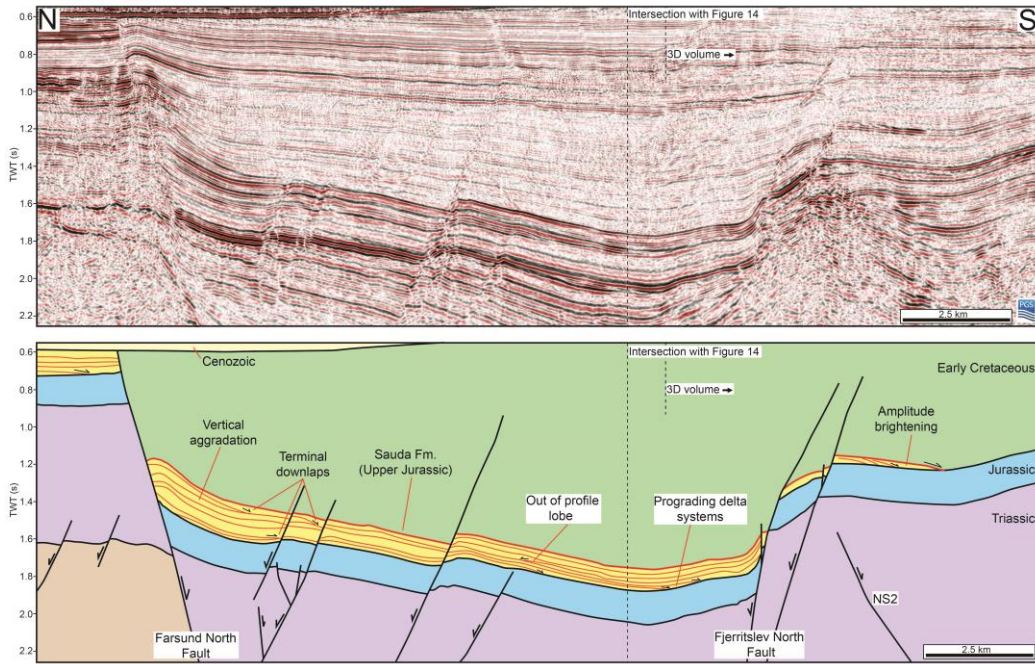 N
Intersection with Figure 14
S
3D volume
TWT (s)
0.6
0.8
1.0
1.2
1.4
1.6
1.8
2.0
2.2
PGS
2.5 km
Intersection with Figure 14
Cenozoic
3D volume
Early Cretaceous
Vertical
aggradation
Terminal
downlaps
Sauda Fm.
(Upper Jurassic)
Out of profile
lobe
Prograding delta
systems
Amplitude
brightening
Jurassic
Triassic
TWT (s)
0.6
0.8
1.0
1.2
1.4
1.6
1.8
2.0
2.2
NS2
Farsund North
Fault
Fjerritslev North
Fault
2.5 km